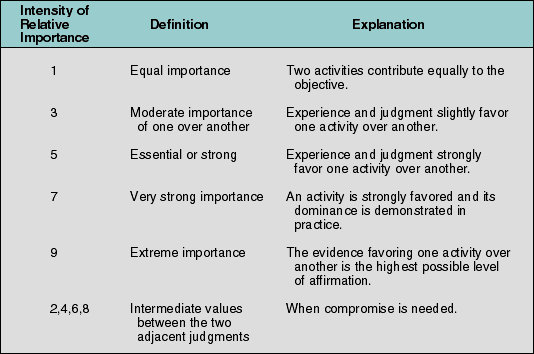 Intensity of
Relative
Importance
Definition
Explanation
1
Equal importance
Two activities contribute equally to the
objective.
3
Moderate importance
of one over another
Experience and judgment slightly favor
one activity over another.
5
Essential or strong
Experience and judgment strongly
favor one activity over another.
7
Very strong importance
An activity is strongly favored and its
dominance is demonstrated in
practice.
9
Extreme importance
The evidence favoring one activity over
another is the highest possible level
of affirmation.
2,4,6,8
Intermediate values
between the two
adjacent judgments
When compromise is needed.